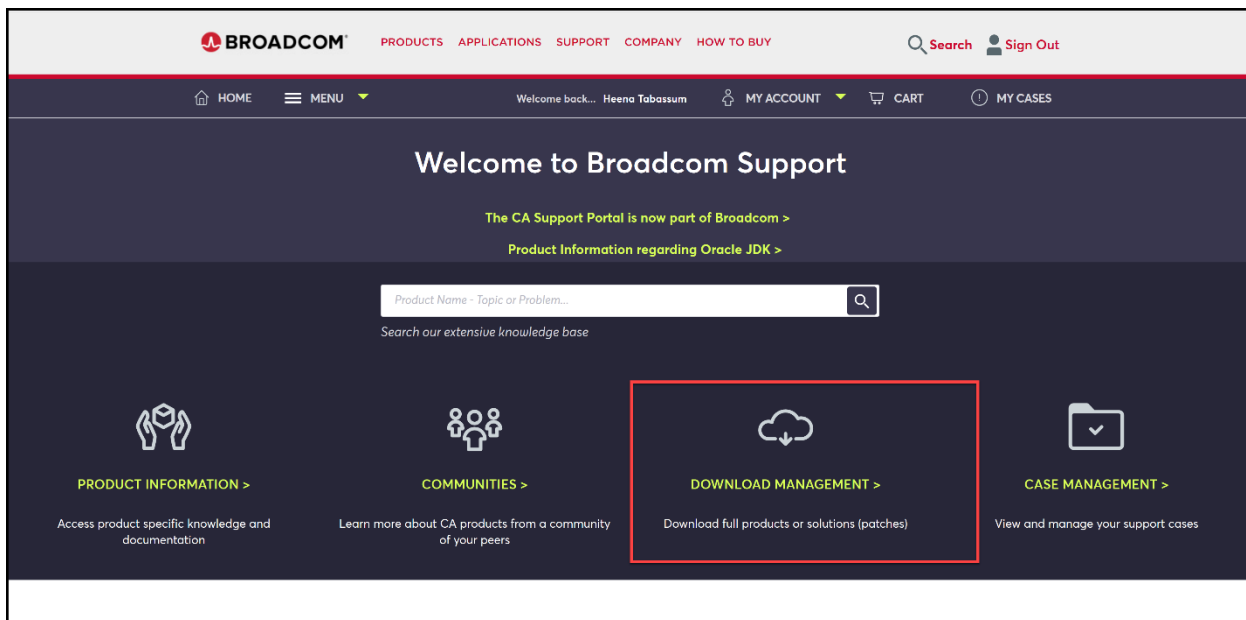 BROADCOM
PRODUCTS APPLICATIONS SUPPORT COMPANY HOW TO BUY
Search Sign Out
HOME MENU Welcome back... Heena Tabassum MY ACCOUNT CART MY CASES
Welcome to Broadcom Support
The CA Support Portal is now part of Broadcom >
Product Information regarding Oracle JDK >
Product Name - Topic or Problem...
Search our extensive knowledge base
PRODUCT INFORMATION >
Access product specific knowledge and
documentation
COMMUNITIES >
Learn more about CA products from a community
of your peers
DOWNLOAD MANAGEMENT >
Download full products or solutions (patches)
CASE MANAGEMENT >
View and manage your support cases